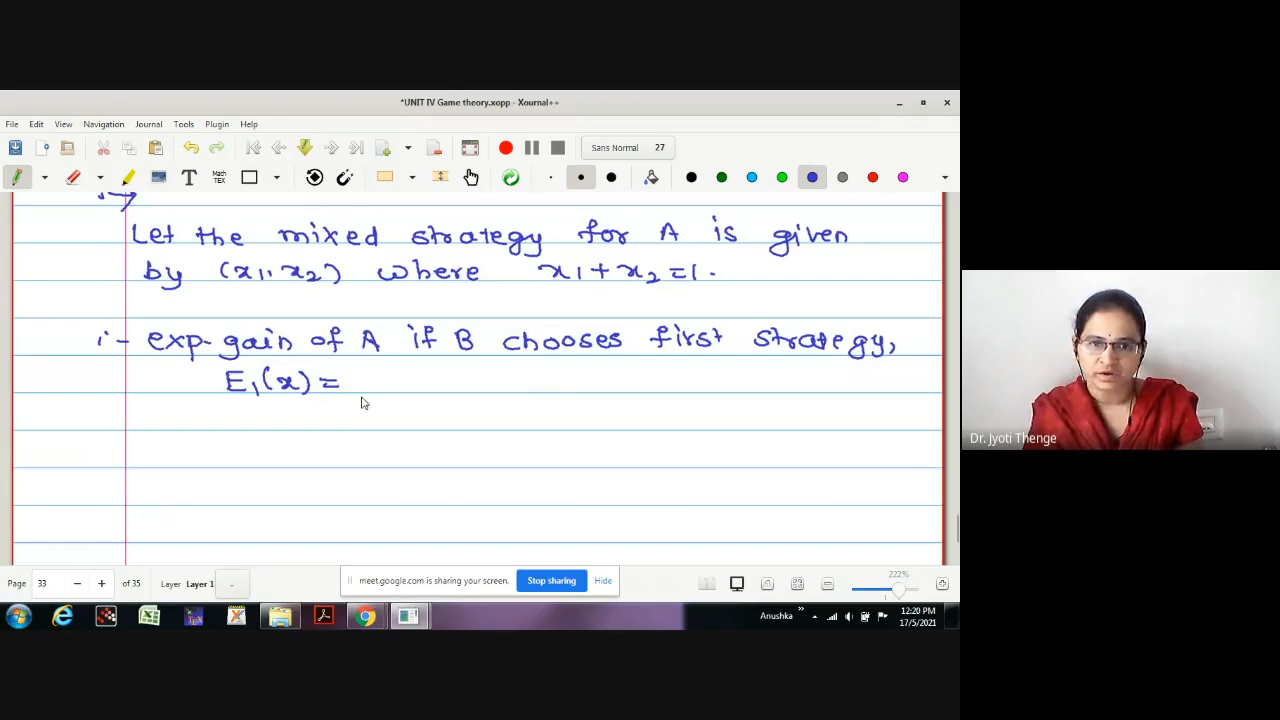 *UNIT IV Game theory.xopp - Xournal++
File Edit View Navigation Journal Tools Plugin Help
Sans Normal 27
T Math TEX
Let the mixed strategy for A is given
by (x1, x2) where x1 + x2 = 1.
i- exp. gain of A if B chooses first strategy,
E1(x) =
Dr. Jyoti Thenge
Page 33 of 35 Layer Layer 1
meet.google.com is sharing your screen. Stop sharing Hide
222%
Anushka
12:20 PM
17/5/2021